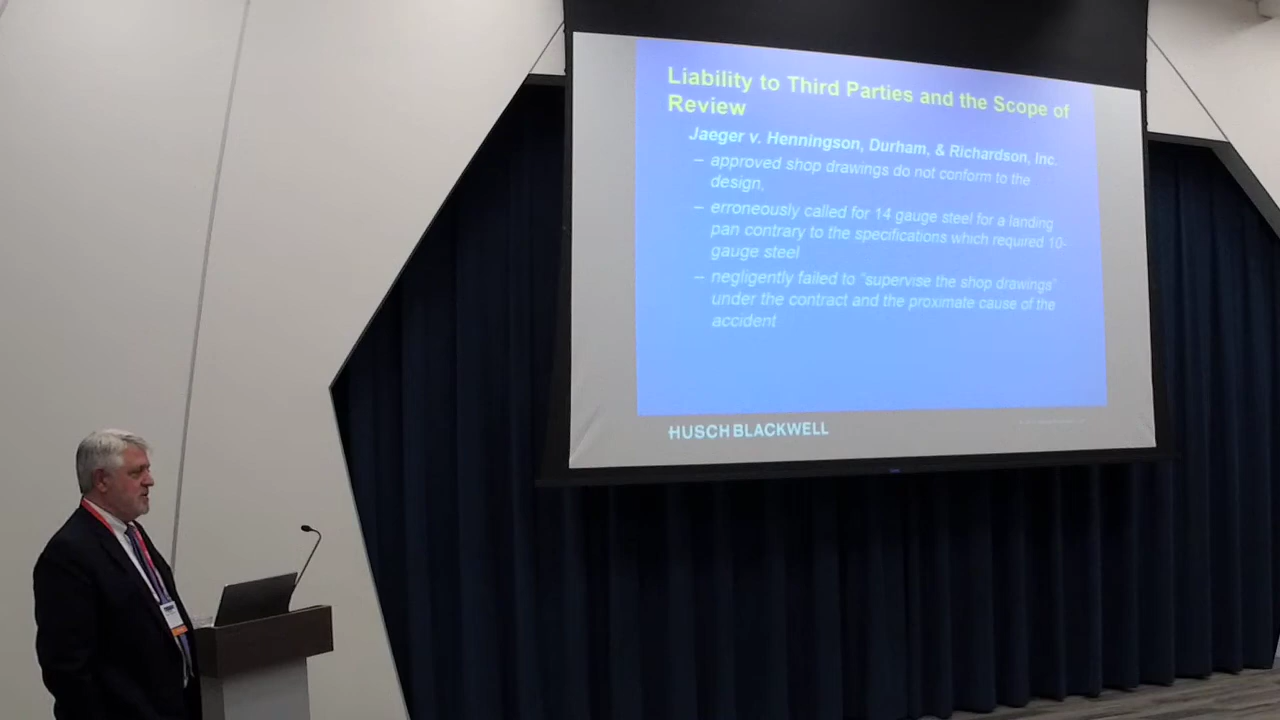 Liability to Third Parties and the Scope of
Review
Jaeger v. Henningson, Durham, & Richardson, Inc.
– approved shop drawings do not conform to the
design,
– erroneously called for 14 gauge steel for a landing
pan contrary to the specifications which required 10-
gauge steel
– negligently failed to “supervise the shop drawings”
under the contract and the proximate cause of the
accident
HUSCH BLACKWELL